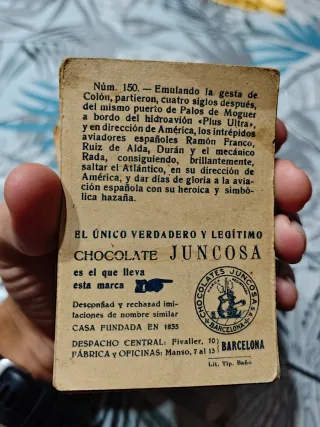 Núm. 150. — Emulando la gesta de
Colón, partieron, cuatro siglos después,
del mismo puerto de Palos de Moguer
a bordo del hidroavión «Plus Ultra»,
y en dirección de América, los intrépidos
aviadores españoles Ramón Franco,
Ruiz de Alda, Durán y el mecánico
Rada, consiguiendo, brillantemente,
saltar el Atlántico, en su dirección de
América, y dar días de gloria a la avia-
ción española con su heroica y simbó-
lica hazaña.
EL ÚNICO VERDADERO Y LEGÍTIMO
CHOCOLATE JUNCOSA
es el que lleva
esta marca
Desconfiad y rechazad imi-
taciones de nombre similar
CASA FUNDADA EN 1835
CHOCOLATES JUNCOSA S.A.
BARCELONA
DESPACHO CENTRAL: Fivaller, 10
FÁBRICA y OFICINAS: Manso, 7 al 13
BARCELONA
Lit. Tip.